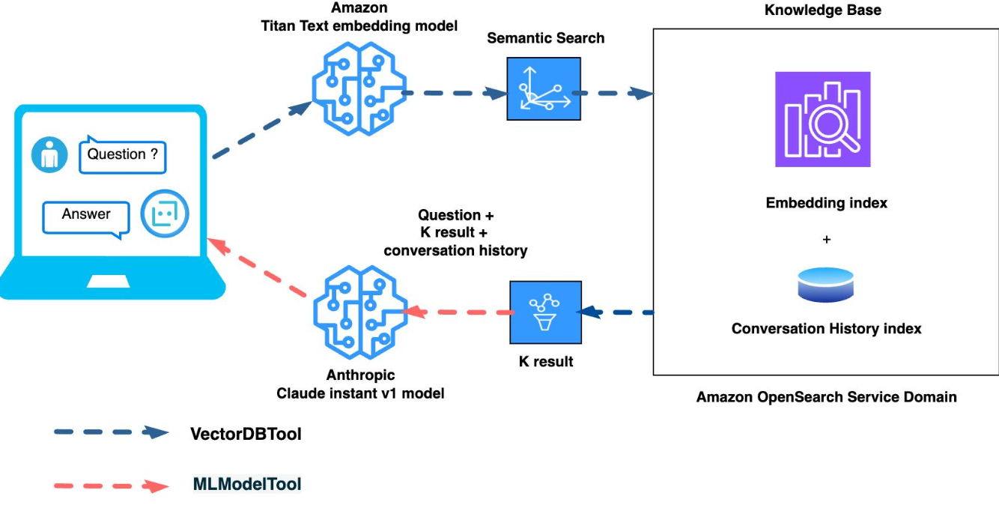 Amazon
Titan Text embedding model
Semantic Search
Knowledge Base
Question ?
Answer
Embedding index
+
Conversation History index
Question +
K result +
conversation history
K result
Anthropic
Claude instant v1 model
Amazon OpenSearch Service Domain
VectorDBTool
MLModelTool